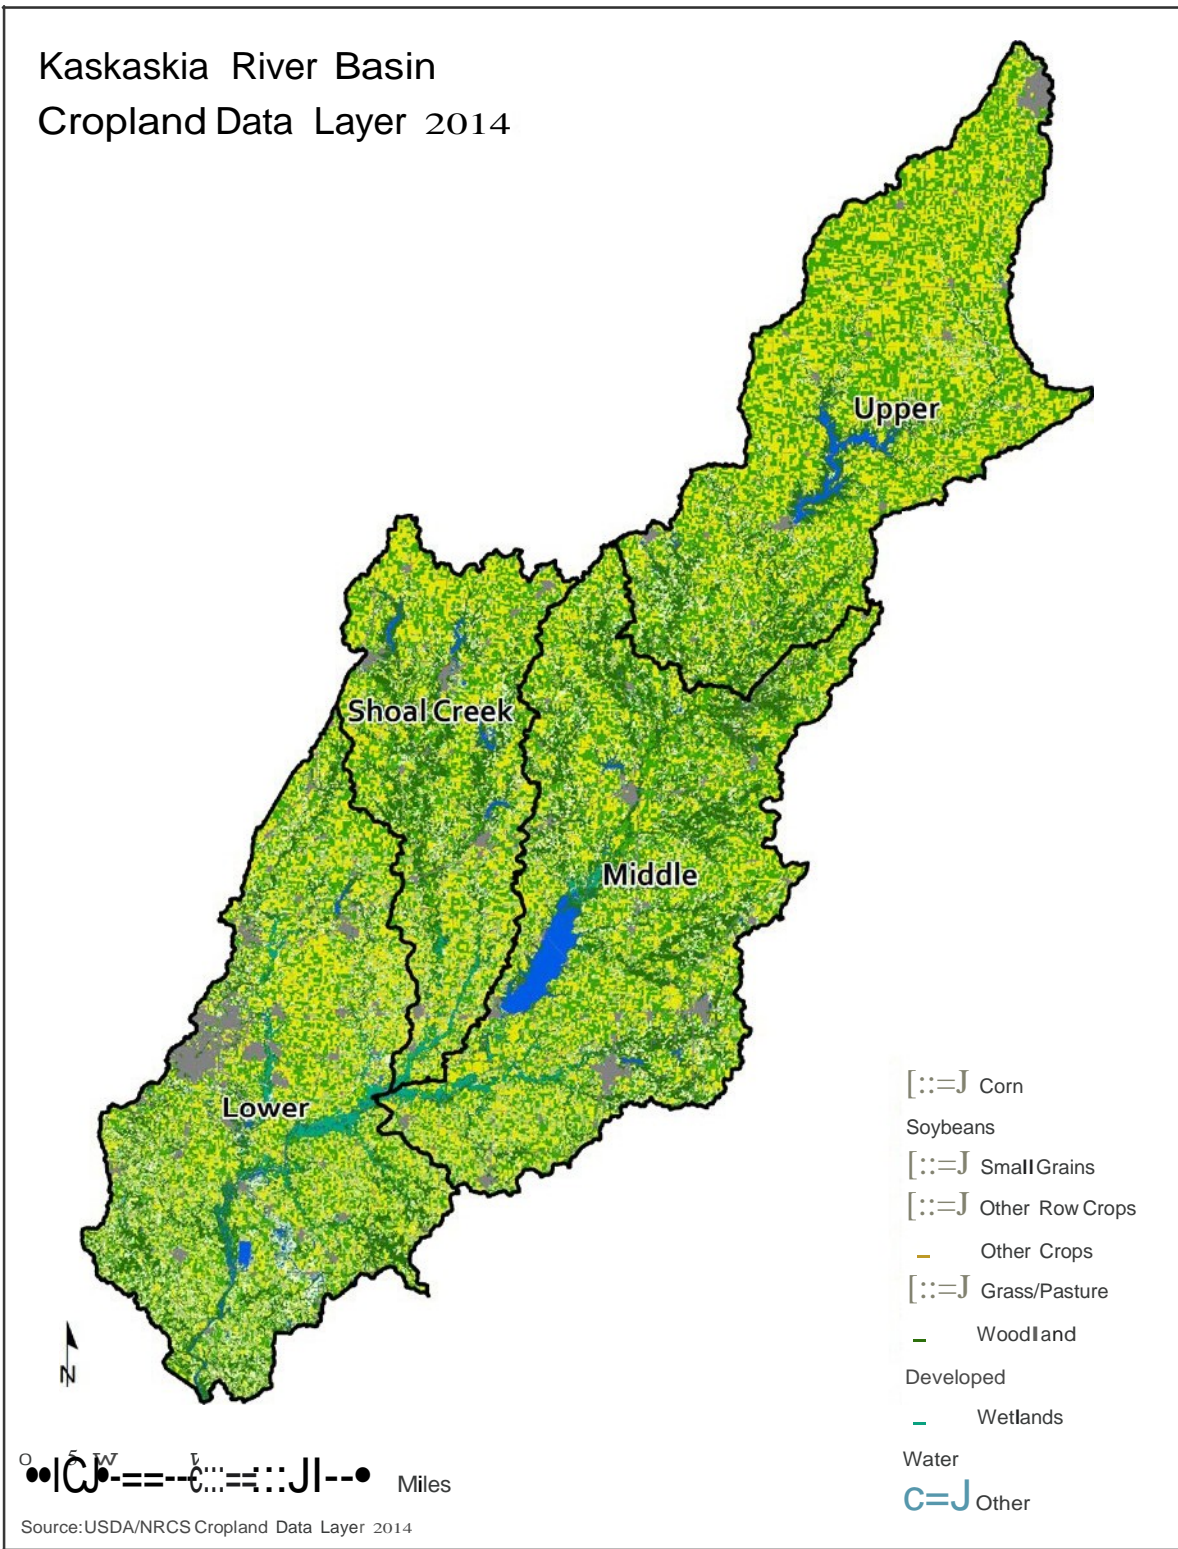 Kaskaskia River Basin
Cropland Data Layer 2014
Upper
Shoal Creek
Middle
Lower
[::=J Corn
Soybeans
[::=J Small Grains
[::=J Other Row Crops
Other Crops
[::=J Grass/Pasture
Woodland
Developed
Wetlands
Water
C=J Other
N
Miles
Source:USDA/NRCS Cropland Data Layer 2014